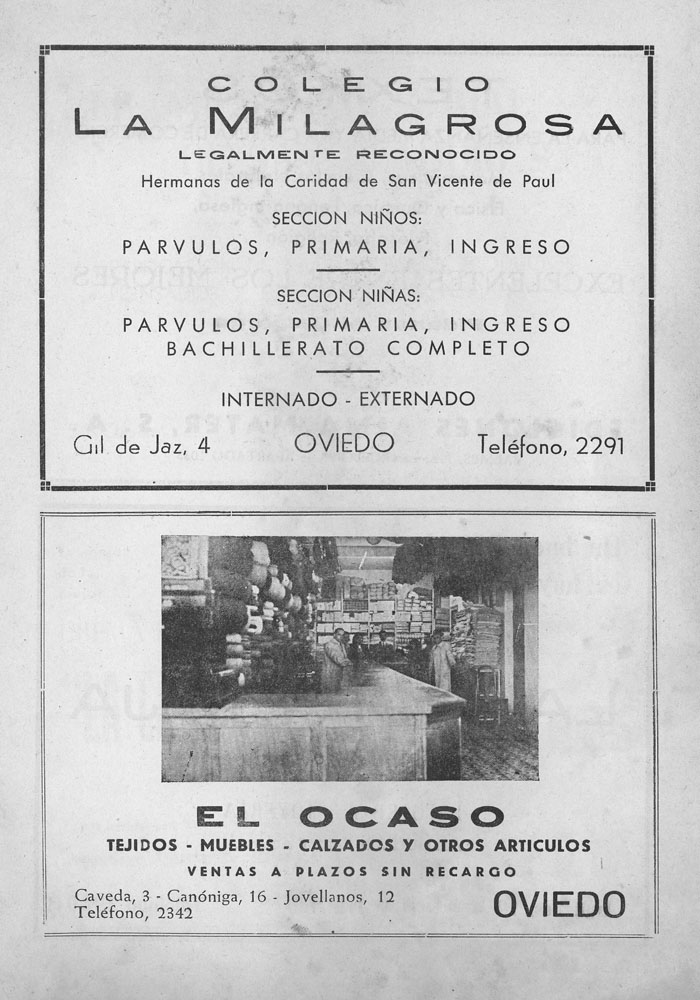 COLEGIO
LA MILAGROSA
LEGALMENTE RECONOCIDO
Hermanas de la Caridad de San Vicente de Paul
SECCION NIÑOS:
PARVULOS, PRIMARIA, INGRESO
SECCION NIÑAS:
PARVULOS, PRIMARIA, INGRESO
BACHILLERATO COMPLETO
INTERNADO - EXTERNADO
Gil de Jaz, 4 OVIEDO Teléfono, 2291
EL OCASO
TEJIDOS - MUEBLES - CALZADOS Y OTROS ARTICULOS
VENTAS A PLAZOS SIN RECARGO
Caveda, 3 - Canóniga, 16 - Jovellanos, 12
Teléfono, 2342
OVIEDO